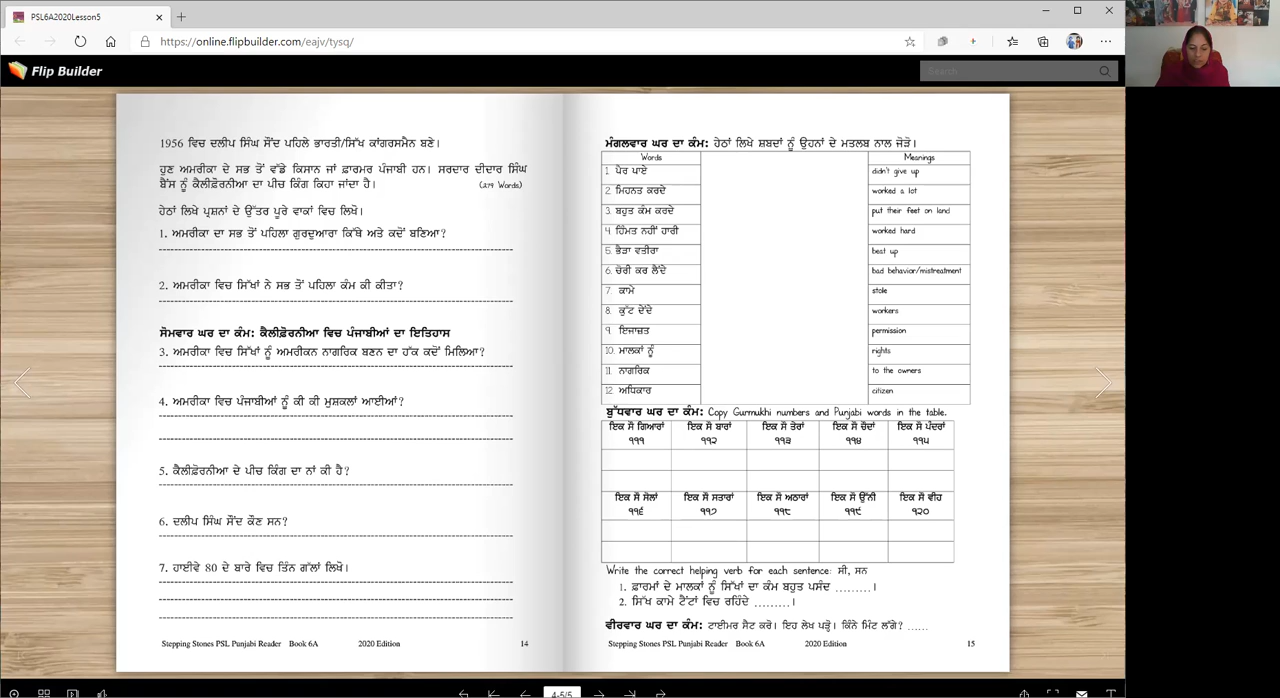 PSL6A2020Lesson5
https://online.flipbuilder.com/eajv/tysq/
Flip Builder
Search
1956 ਵਿਚ ਦਲੀਪ ਸਿੰਘ ਸੌਂਦ ਪਹਿਲੇ ਭਾਰਤੀ/ਸਿੱਖ ਕਾਂਗਰਸਮੈਨ ਬਣੇ।
ਹੁਣ ਅਮਰੀਕਾ ਦੇ ਸਭ ਤੋਂ ਵੱਡੇ ਕਿਸਾਨ ਜਾਂ ਫ਼ਾਰਮਰ ਪੰਜਾਬੀ ਹਨ। ਸਰਦਾਰ ਦੀਦਾਰ ਸਿੰਘ
ਬੈਂਸ ਨੂੰ ਕੈਲੀਫ਼ੋਰਨੀਆ ਦਾ ਪੀਚ ਕਿੰਗ ਕਿਹਾ ਜਾਂਦਾ ਹੈ।
(੨੭੧ Words)
ਹੇਠਾਂ ਲਿਖੇ ਪ੍ਰਸ਼ਨਾਂ ਦੇ ਉੱਤਰ ਪੂਰੇ ਵਾਕਾਂ ਵਿਚ ਲਿਖੋ।
1. ਅਮਰੀਕਾ ਦਾ ਸਭ ਤੋਂ ਪਹਿਲਾ ਗੁਰਦੁਆਰਾ ਕਿੱਥੇ ਅਤੇ ਕਦੋਂ ਬਣਿਆ?
2. ਅਮਰੀਕਾ ਵਿਚ ਸਿੱਖਾਂ ਨੇ ਸਭ ਤੋਂ ਪਹਿਲਾ ਕੰਮ ਕੀ ਕੀਤਾ?
ਸੋਮਵਾਰ ਘਰ ਦਾ ਕੰਮ: ਕੈਲੀਫ਼ੋਰਨੀਆ ਵਿਚ ਪੰਜਾਬੀਆਂ ਦਾ ਇਤਿਹਾਸ
3. ਅਮਰੀਕਾ ਵਿਚ ਸਿੱਖਾਂ ਨੂੰ ਅਮਰੀਕਨ ਨਾਗਰਿਕ ਬਣਨ ਦਾ ਹੱਕ ਕਦੋਂ ਮਿਲਿਆ?
4. ਅਮਰੀਕਾ ਵਿਚ ਪੰਜਾਬੀਆਂ ਨੂੰ ਕੀ ਕੀ ਮੁਸ਼ਕਲਾਂ ਆਈਆਂ?
5. ਕੈਲੀਫ਼ੋਰਨੀਆ ਦੇ ਪੀਚ ਕਿੰਗ ਦਾ ਨਾਂ ਕੀ ਹੈ?
6. ਦਲੀਪ ਸਿੰਘ ਸੌਂਦ ਕੌਣ ਸਨ?
7. ਹਾਈਵੇ 80 ਦੇ ਬਾਰੇ ਵਿਚ ਤਿੰਨ ਗੱਲਾਂ ਲਿਖੋ।
Stepping Stones PSL Punjabi Reader Book 6A 2020 Edition 14
ਮੰਗਲਵਾਰ ਘਰ ਦਾ ਕੰਮ: ਹੇਠਾਂ ਲਿਖੇ ਸ਼ਬਦਾਂ ਨੂੰ ਉਹਨਾਂ ਦੇ ਮਤਲਬ ਨਾਲ ਜੋੜੋ।
Words Meanings
1. ਪੈਰ ਪਾਏ didn't give up
2. ਮਿਹਨਤ ਕਰਦੇ worked a lot
3. ਬਹੁਤ ਕੰਮ ਕਰਦੇ put their feet on land
4 ਹਿੰਮਤ ਨਹੀਂ ਹਾਰੀ worked hard
5. ਭੈੜਾ ਵਤੀਰਾ best up
6. ਚੋਰੀ ਕਰ ਲੈਂਦੇ bad behavior/mistreatment
7. ਕਾਮੇ stole
8. ਕੁੱਟ ਦੇਂਦੇ workers
9. ਇਜਾਜ਼ਤ permission
10. ਮਾਲਕਾਂ ਨੂੰ rights
11. ਨਾਗਰਿਕ to the owners
12. ਅਧਿਕਾਰ citizen
ਬੁੱਧਵਾਰ ਘਰ ਦਾ ਕੰਮ: Copy Gurmukhi numbers and Punjabi words in the table.
ਇਕ ਸੌ ਗਿਆਰਾਂ ਇਕ ਸੌ ਬਾਰਾਂ ਇਕ ਸੌ ਤੇਰਾਂ ਇਕ ਸੌ ਚੌਦਾਂ ਇਕ ਸੌ ਪੰਦਰਾਂ
੧੧੧ ੧੧੨ ੧੧੩ ੧੧੪ ੧੧੫
ਇਕ ਸੌ ਸੋਲਾਂ ਇਕ ਸੌ ਸਤਾਰਾਂ ਇਕ ਸੌ ਅਠਾਰਾਂ ਇਕ ਸੌ ਉੱਨੀ ਇਕ ਸੌ ਵੀਹ
੧੧੬ ੧੧੭ ੧੧੮ ੧੧੯ ੧੨੦
Write the correct helping verb for each sentence: ਸੀ, ਸਨ
1. ਫ਼ਾਰਮਾਂ ਦੇ ਮਾਲਕਾਂ ਨੂੰ ਸਿੱਖਾਂ ਦਾ ਕੰਮ ਬਹੁਤ ਪਸੰਦ .........।
2. ਸਿੱਖ ਕਾਮੇ ਟੈਂਟਾਂ ਵਿਚ ਰਹਿੰਦੇ .........।
ਵੀਰਵਾਰ ਘਰ ਦਾ ਕੰਮ: ਟਾਈਮਰ ਸੈਟ ਕਰੋ। ਇਹ ਲੇਖ ਪੜ੍ਹੋ। ਕਿੰਨੇ ਮਿੰਟ ਲੱਗੇ? ......
Stepping Stones PSL Punjabi Reader Book 6A 2020 Edition 15
4-5/5